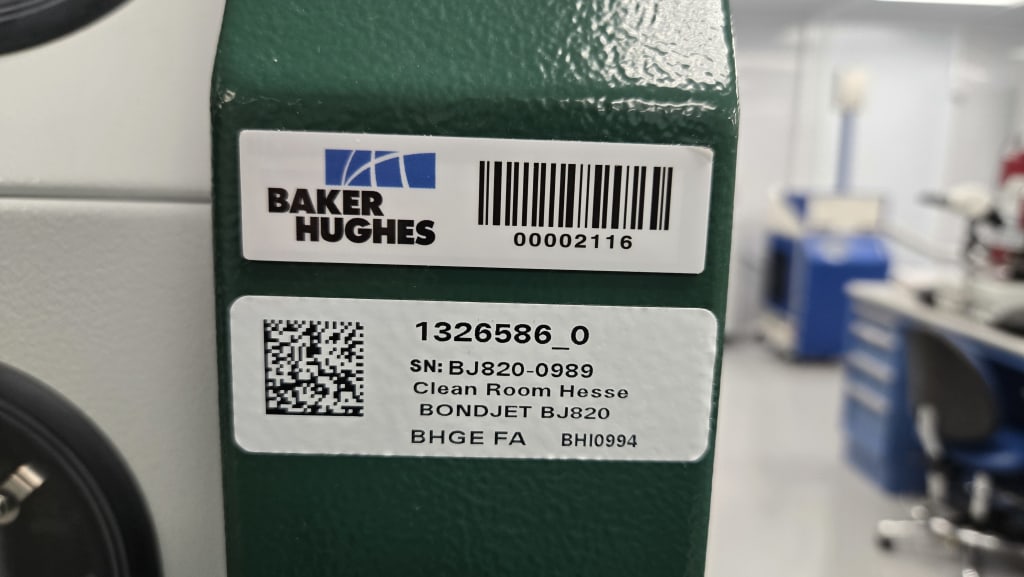 BAKER
HUGHES
00002116
1326586_0
SN: BJ820-0989
Clean Room Hesse
BONDJET BJ820
BHGE FA BHI0994